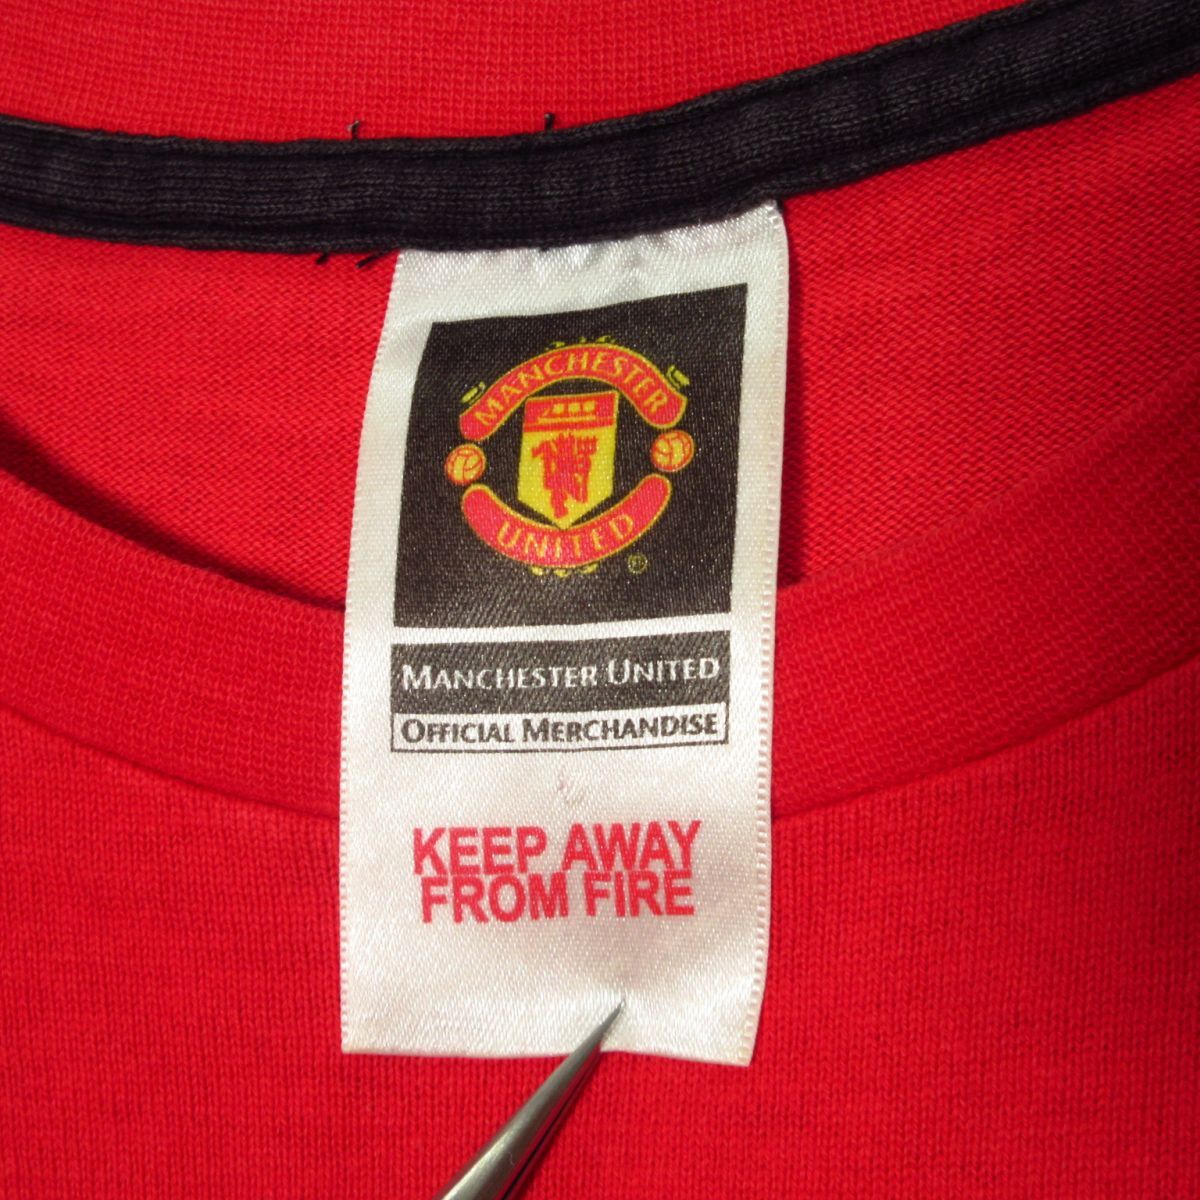 MANCHESTER
UNITED
®
MANCHESTER UNITED
OFFICIAL MERCHANDISE
KEEP AWAY
FROM FIRE